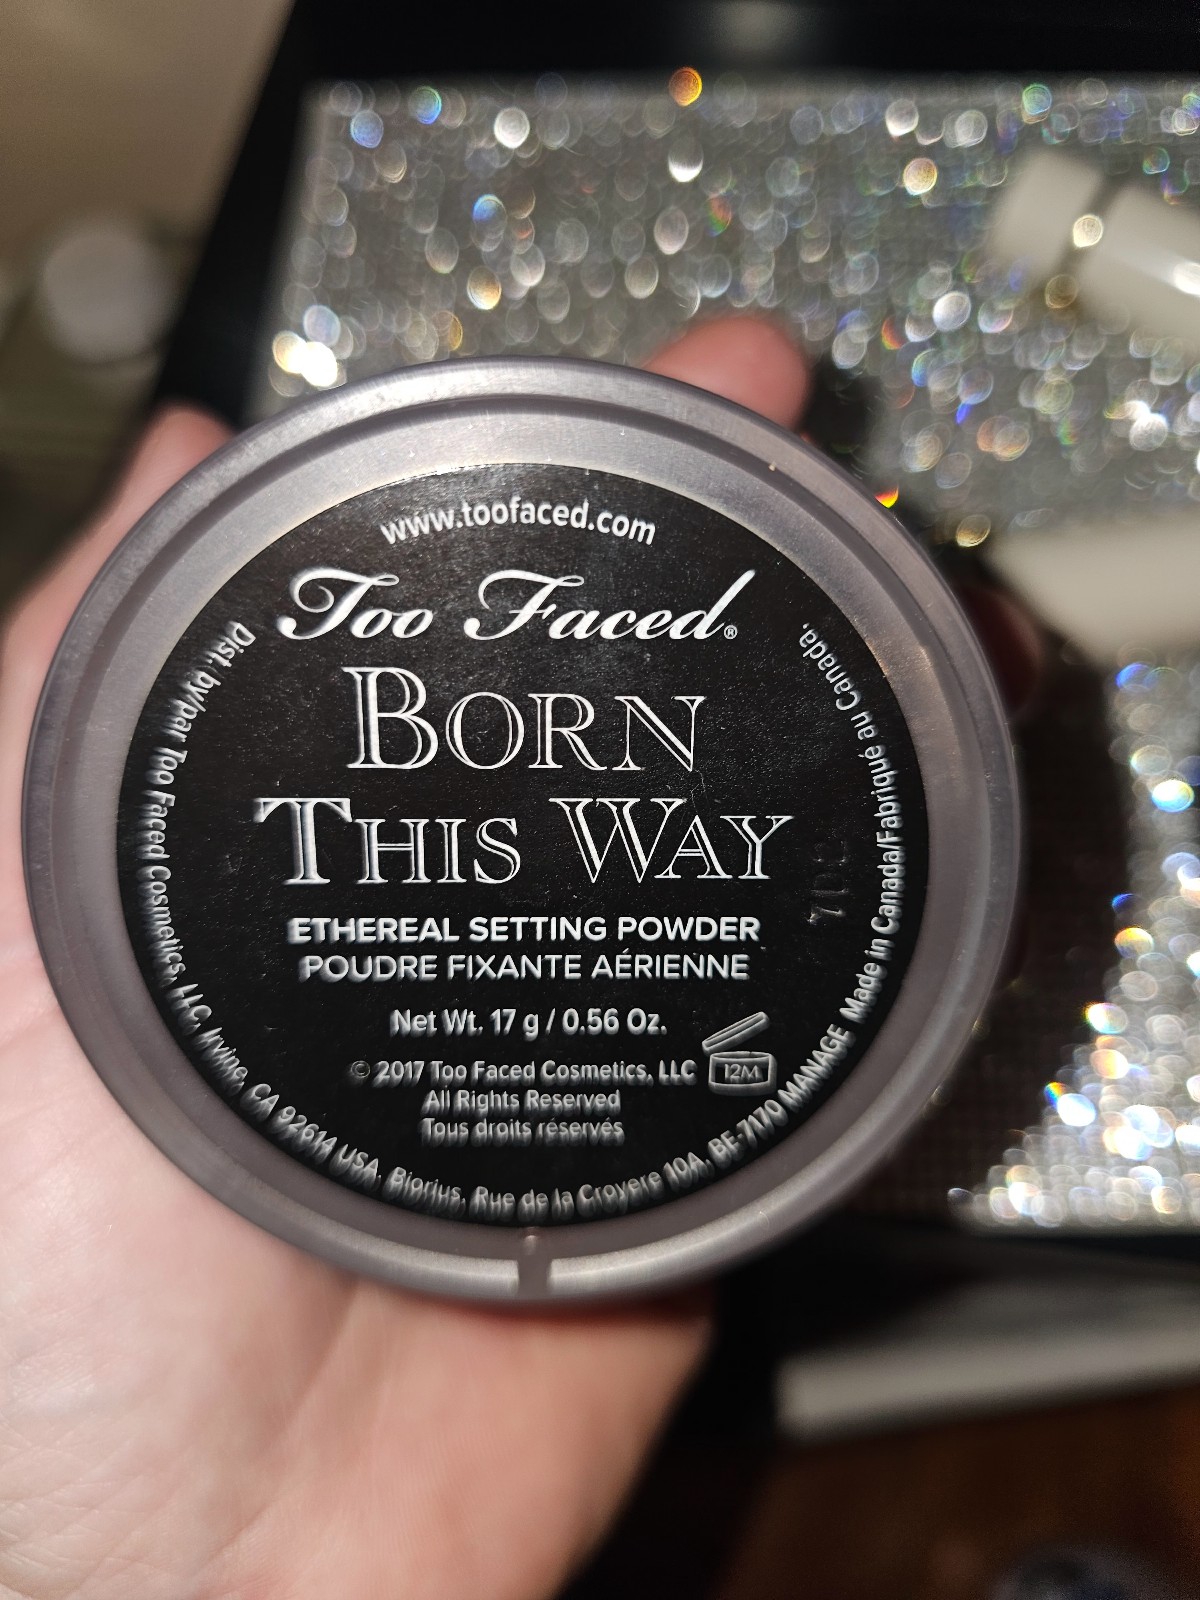 www.toofaced.com
Too Faced®
BORN
THIS WAY
ETHEREAL SETTING POWDER
POUDRE FIXANTE AÉRIENNE
Net Wt. 17 g / 0.56 Oz.
© 2017 Too Faced Cosmetics, LLC
12M
All Rights Reserved
Tous droits réservés
Dist. by/par Too Faced Cosmetics, LLC, Irvine, CA 92614 USA. Biorius, Rue de la Croyere 10A, BE-7170 MANAGE Made in Canada/Fabriqué au Canada.